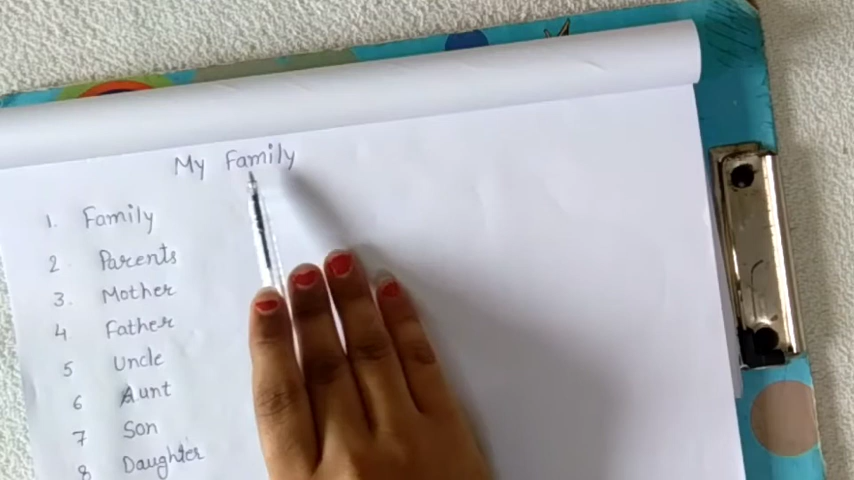 My Family
1. Family
2. Parents
3. Mother
4 Father
5 Uncle
6 Aunt
7 Son
8 Daughter